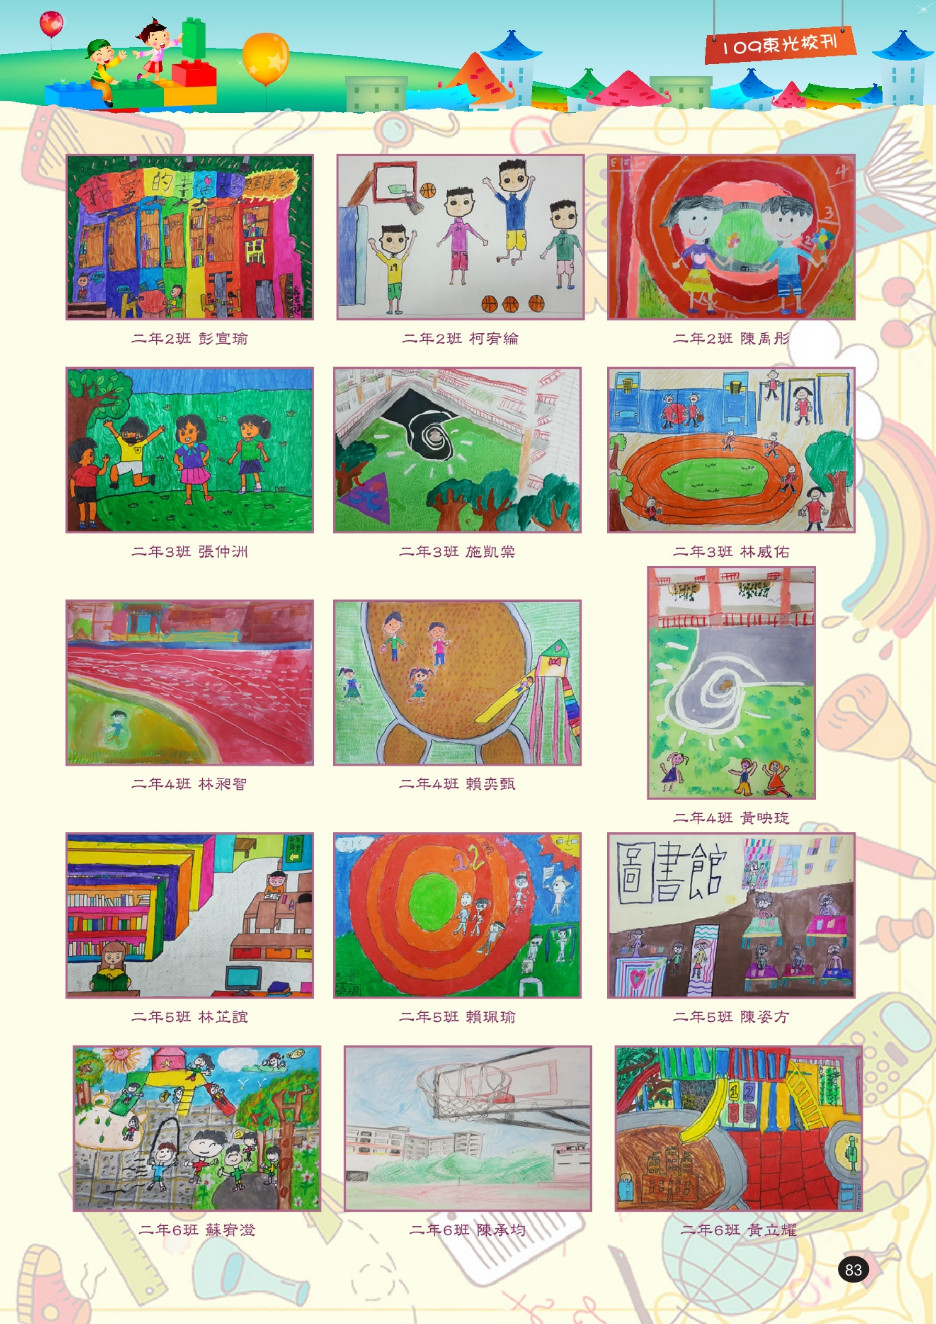 109東光校刊
二年2班 彭宣瑜
二年2班 柯宥綸
二年2班 陳禹彤
二年3班 張仲洲
二年3班 施凱棠
二年3班 林威佑
二年4班 林昶智
二年4班 賴奕甄
二年4班 黃映璇
圖書館
二年5班 林芷誼
二年5班 賴珮瑜
二年5班 陳姿方
二年6班 蘇宥澄
二年6班 陳承均
二年6班 黃立耀
83